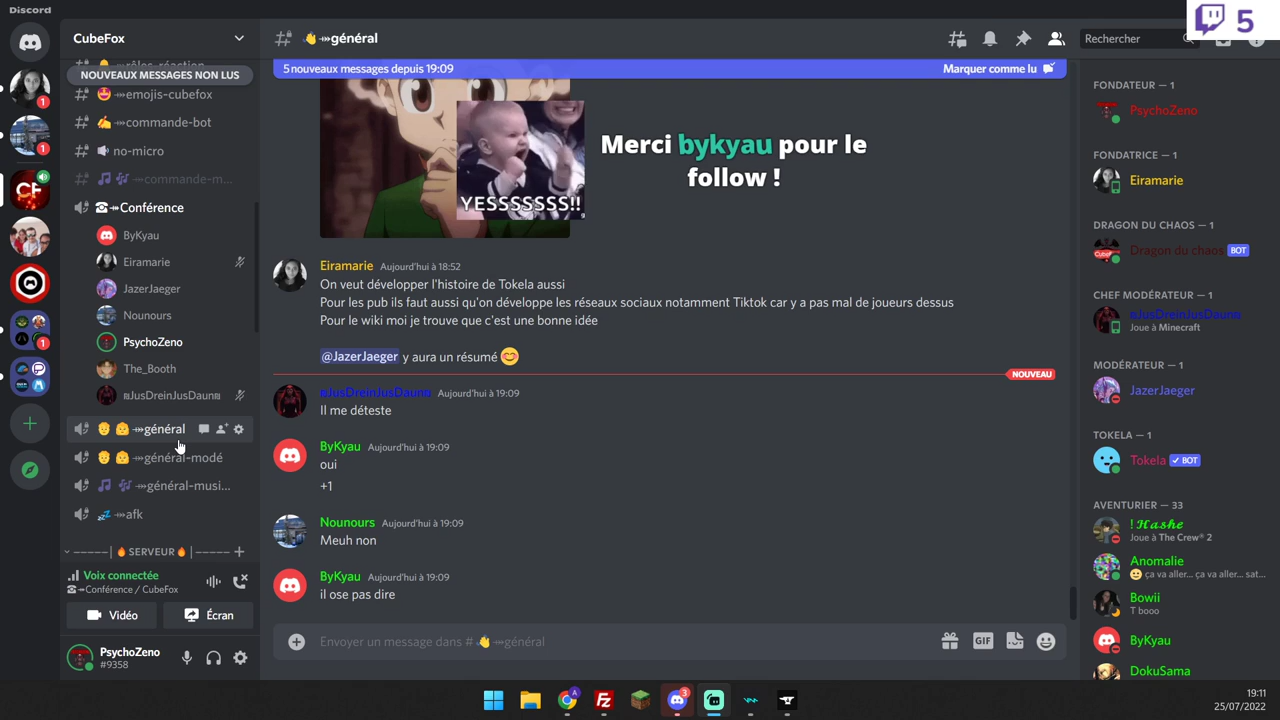 Discord
CubeFox
NOUVEAUX MESSAGES NON LUS
emojis-cubefox
commande-bot
no-micro
commande-m...
Conférence
ByKyau
Eiramarie
JazerJaeger
Nounours
PsychoZeno
The_Booth
JusDreinJusDaun
général
général-modé
général-musi...
afk
-----| SERVEUR |-----
Voix connectée
Conférence / CubeFox
Vidéo
Écran
PsychoZeno
#9358
général
Rechercher
5
5 nouveaux messages depuis 19:09
Marquer comme lu
YESSSSSSS!!
Merci bykyau pour le
follow !
Eiramarie Aujourd'hui à 18:52
On veut développer l'histoire de Tokela aussi
Pour les pub ils faut aussi qu'on développe les réseaux sociaux notamment Tiktok car y a pas mal de joueurs dessus
Pour le wiki moi je trouve que c'est une bonne idée
@JazerJaeger y aura un résumé 😊
NOUVEAU
JusDreinJusDaun Aujourd'hui à 19:09
Il me déteste
ByKyau Aujourd'hui à 19:09
oui
+1
Nounours Aujourd'hui à 19:09
Meuh non
ByKyau Aujourd'hui à 19:09
il ose pas dire
Envoyer un message dans # 👋 général
GIF
FONDATEUR — 1
PsychoZeno
FONDATRICE — 1
Eiramarie
DRAGON DU CHAOS — 1
Dragon du chaos BOT
CHEF MODÉRATEUR — 1
JusDreinJusDaun
Joue à Minecraft
MODÉRATEUR — 1
JazerJaeger
TOKELA — 1
Tokela ✓ BOT
AVENTURIER — 33
! Hashe
Joue à The Crew® 2
Anomalie
ça va aller... ça va aller... sat...
Bowii
T booo
ByKyau
DokuSama
19:11
25/07/2022